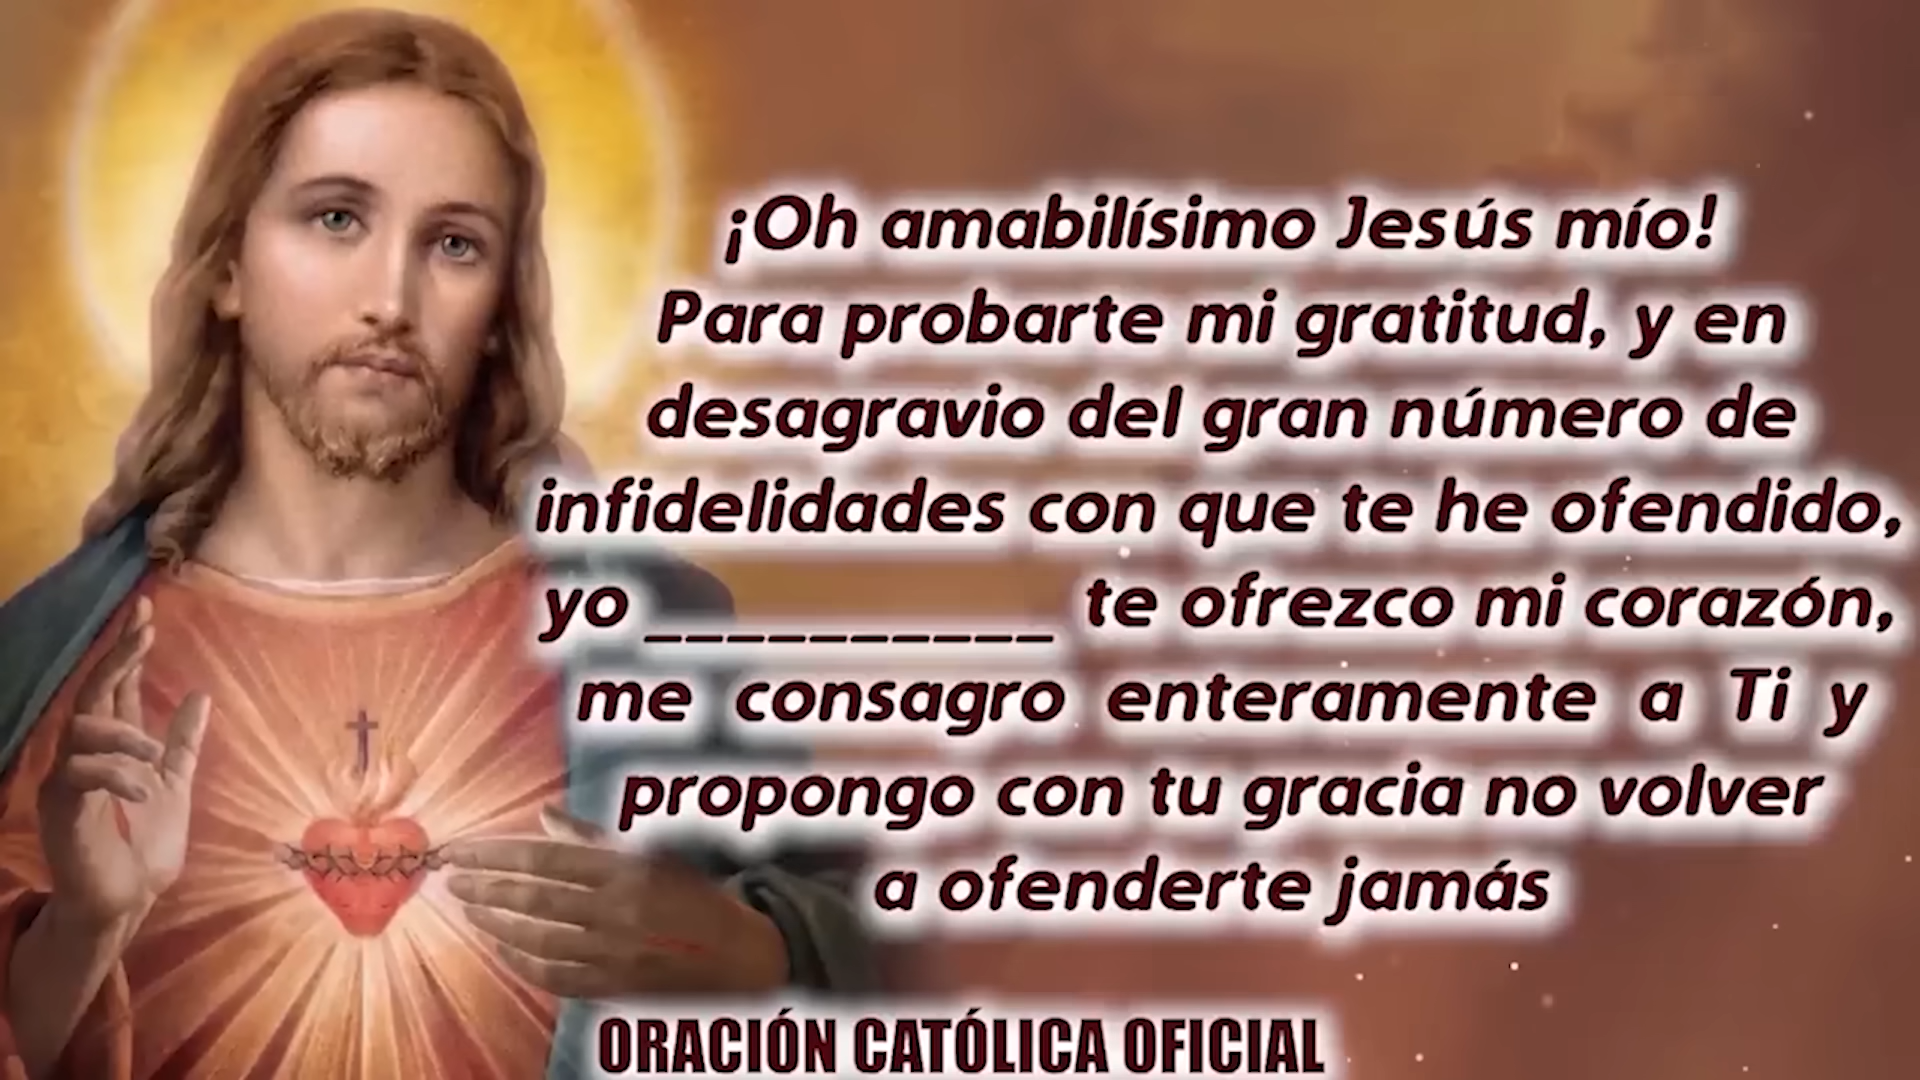 ¡Oh amabilísimo Jesús mío!
Para probarte mi gratitud, y en
desagravio del gran número de
infidelidades con que te he ofendido,
yo __________ te ofrezco mi corazón,
me consagro enteramente a Ti y
propongo con tu gracia no volver
a ofenderte jamás
ORACIÓN CATÓLICA OFICIAL